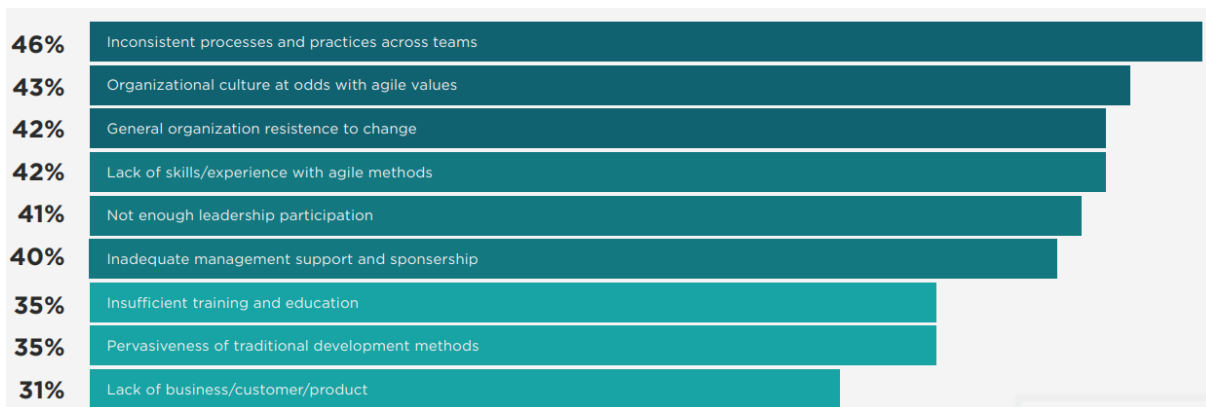 46% Inconsistent processes and practices across teams
43% Organizational culture at odds with agile values
42% General organization resistence to change
42% Lack of skills/experience with agile methods
41% Not enough leadership participation
40% Inadequate management support and sponsership
35% Insufficient training and education
35% Pervasiveness of traditional development methods
31% Lack of business/customer/product